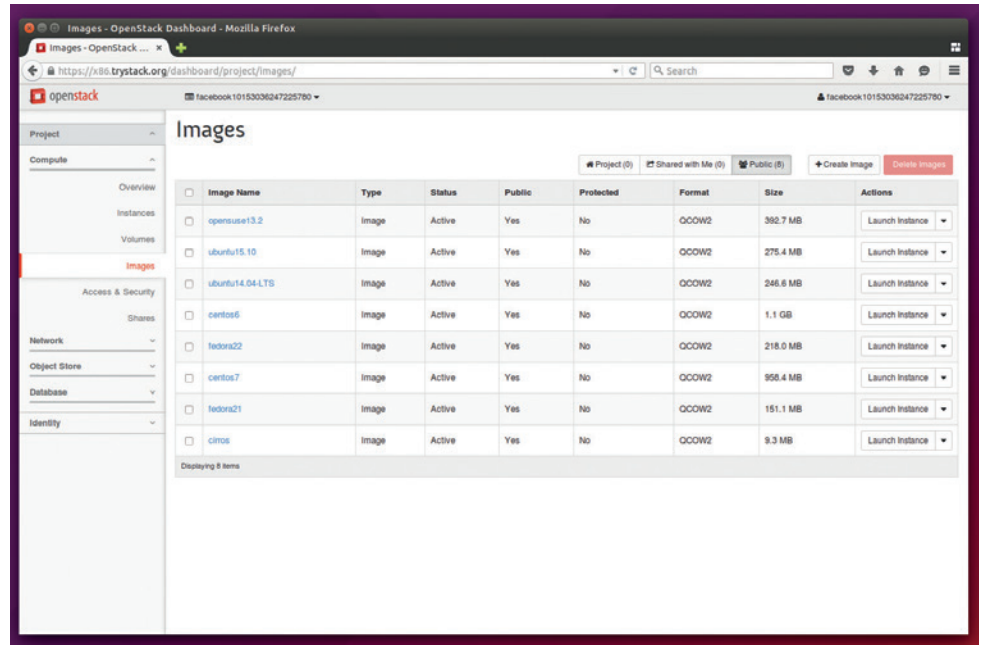 Images - OpenStack Dashboard - Mozilla Firefox
Images - OpenStack ... ×
https://x86.trystack.org/dashboard/project/images/
Search
openstack
facebook10153036247225780
facebook10153036247225780
Project
Compute
Overview
Instances
Volumes
Images
Access & Security
Shares
Network
Object Store
Database
Identity
Images
Project (0) Shared with Me (0) Public (8) + Create Image Delete Images
Image Name Type Status Public Protected Format Size Actions
opensuse13.2 Image Active Yes No QCOW2 392.7 MB Launch Instance
ubuntu15.10 Image Active Yes No QCOW2 275.4 MB Launch Instance
ubuntu14.04-LTS Image Active Yes No QCOW2 246.6 MB Launch Instance
centos6 Image Active Yes No QCOW2 1.1 GB Launch Instance
fedora22 Image Active Yes No QCOW2 218.0 MB Launch Instance
centos7 Image Active Yes No QCOW2 958.4 MB Launch Instance
fedora21 Image Active Yes No QCOW2 151.1 MB Launch Instance
cirros Image Active Yes No QCOW2 9.3 MB Launch Instance
Displaying 8 items